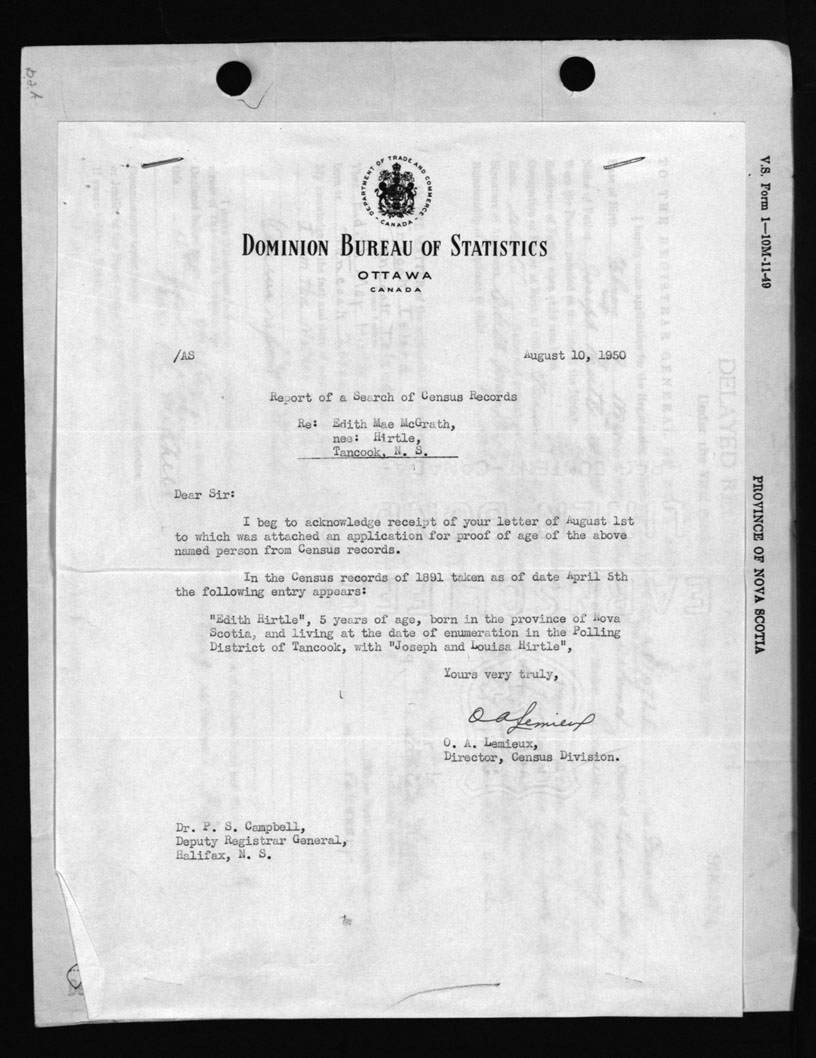 DEPARTMENT OF TRADE AND COMMERCE
- CANADA -
DOMINION BUREAU OF STATISTICS
OTTAWA
CANADA
/AS August 10, 1950
Report of a Search of Census Records
Re: Edith Mae McGrath,
nee: Hirtle,
Tancook, N. S.
Dear Sir:
I beg to acknowledge receipt of your letter of August 1st
to which was attached an application for proof of age of the above
named person from Census records.
In the Census records of 1891 taken as of date April 5th
the following entry appears:
"Edith Hirtle", 5 years of age, born in the province of Nova
Scotia, and living at the date of enumeration in the Polling
District of Tancook, with "Joseph and Louisa Hirtle",
Yours very truly,
O A Lemieux
O. A. Lemieux,
Director, Census Division.
Dr. P. S. Campbell,
Deputy Registrar General,
Halifax, N. S.
V.S. Form 1—10M-11-49
PROVINCE OF NOVA SCOTIA
TO THE REGISTRAR GENERAL
DELAYED RE